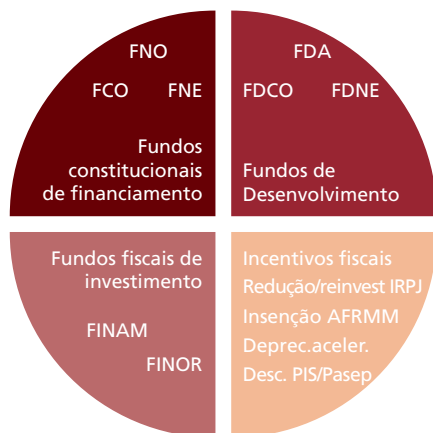 FNO
FCO FNE
Fundos
constitucionais
de financiamento
FDA
FDCO FDNE
Fundos de
Desenvolvimento
Fundos fiscais de
investimento
FINAM
FINOR
Incentivos fiscais
Redução/reinvest IRPJ
Insenção AFRMM
Deprec.aceler.
Desc. PIS/Pasep